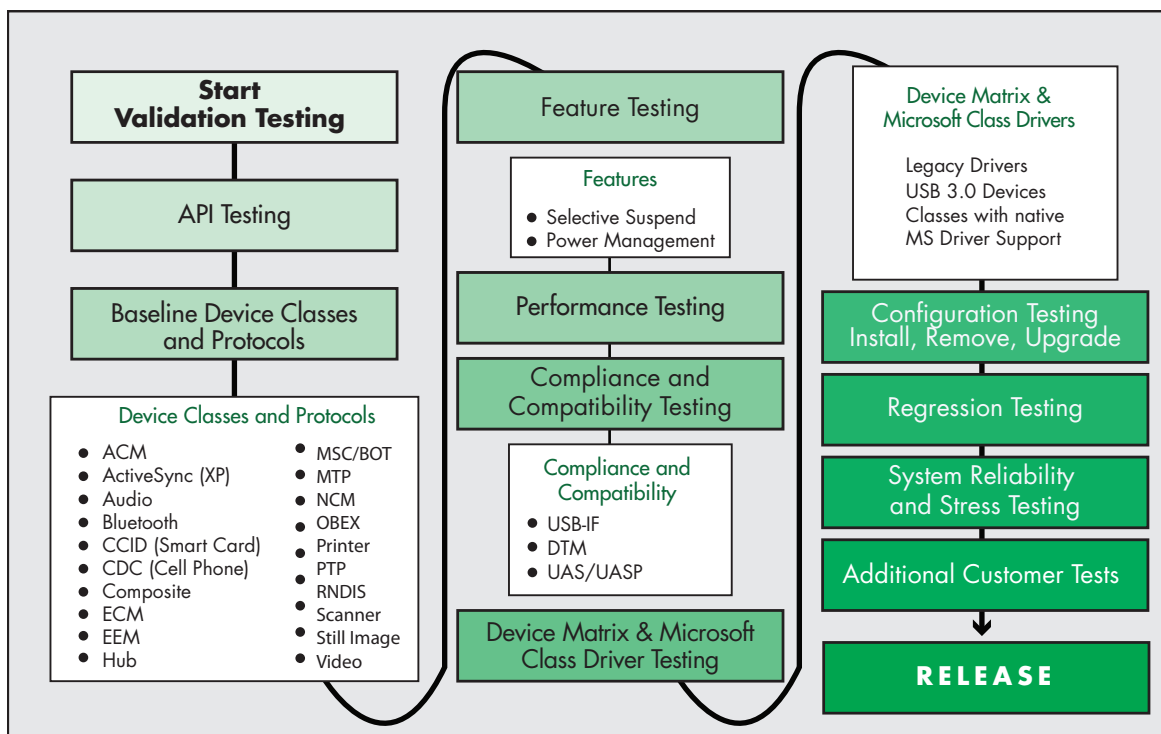 Start
Validation Testing
API Testing
Baseline Device Classes
and Protocols
Device Classes and Protocols
● ACM
● ActiveSync (XP)
● Audio
● Bluetooth
● CCID (Smart Card)
● CDC (Cell Phone)
● Composite
● ECM
● EEM
● Hub
● MSC/BOT
● MTP
● NCM
● OBEX
● Printer
● PTP
● RNDIS
● Scanner
● Still Image
● Video
Feature Testing
Features
● Selective Suspend
● Power Management
Performance Testing
Compliance and
Compatibility Testing
Compliance and
Compatibility
● USB-IF
● DTM
● UAS/UASP
Device Matrix & Microsoft
Class Driver Testing
Device Matrix &
Microsoft Class Drivers
Legacy Drivers
USB 3.0 Devices
Classes with native
MS Driver Support
Configuration Testing
Install, Remove, Upgrade
Regression Testing
System Reliability
and Stress Testing
Additional Customer Tests
RELEASE